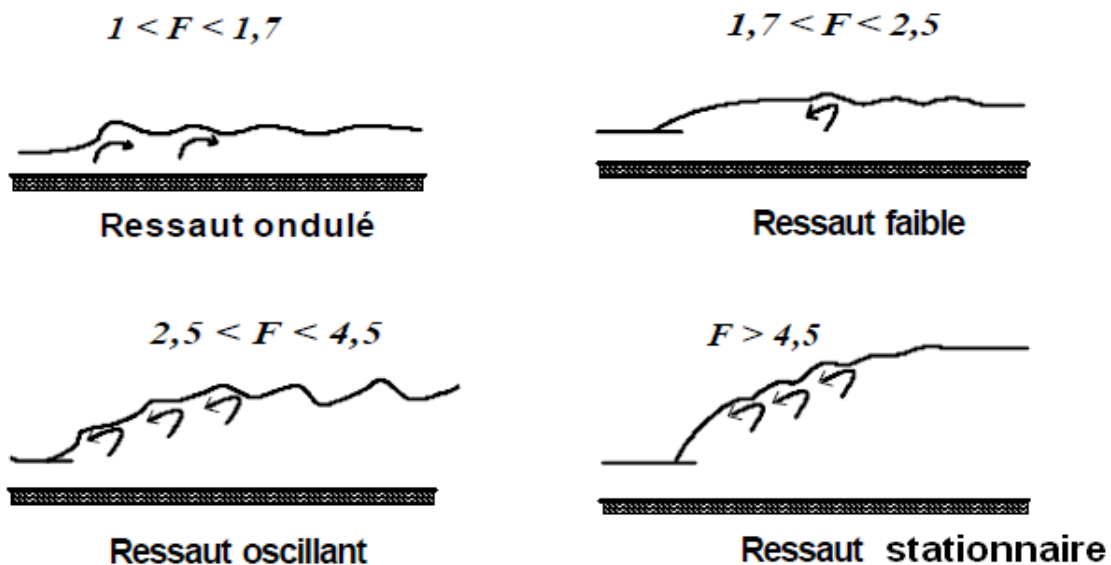 1 < F < 1,7
1,7 < F < 2,5
Ressaut ondulé
Ressaut faible
2,5 < F < 4,5
F > 4,5
Ressaut oscillant
Ressaut stationnaire